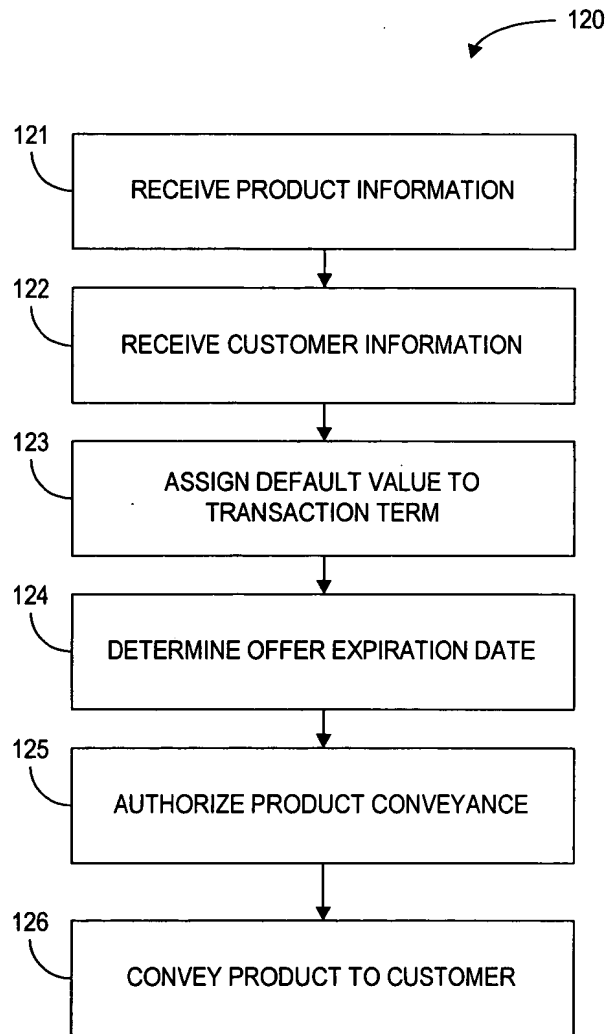 120
121
RECEIVE PRODUCT INFORMATION
122
RECEIVE CUSTOMER INFORMATION
123
ASSIGN DEFAULT VALUE TO
TRANSACTION TERM
124
DETERMINE OFFER EXPIRATION DATE
125
AUTHORIZE PRODUCT CONVEYANCE
126
CONVEY PRODUCT TO CUSTOMER